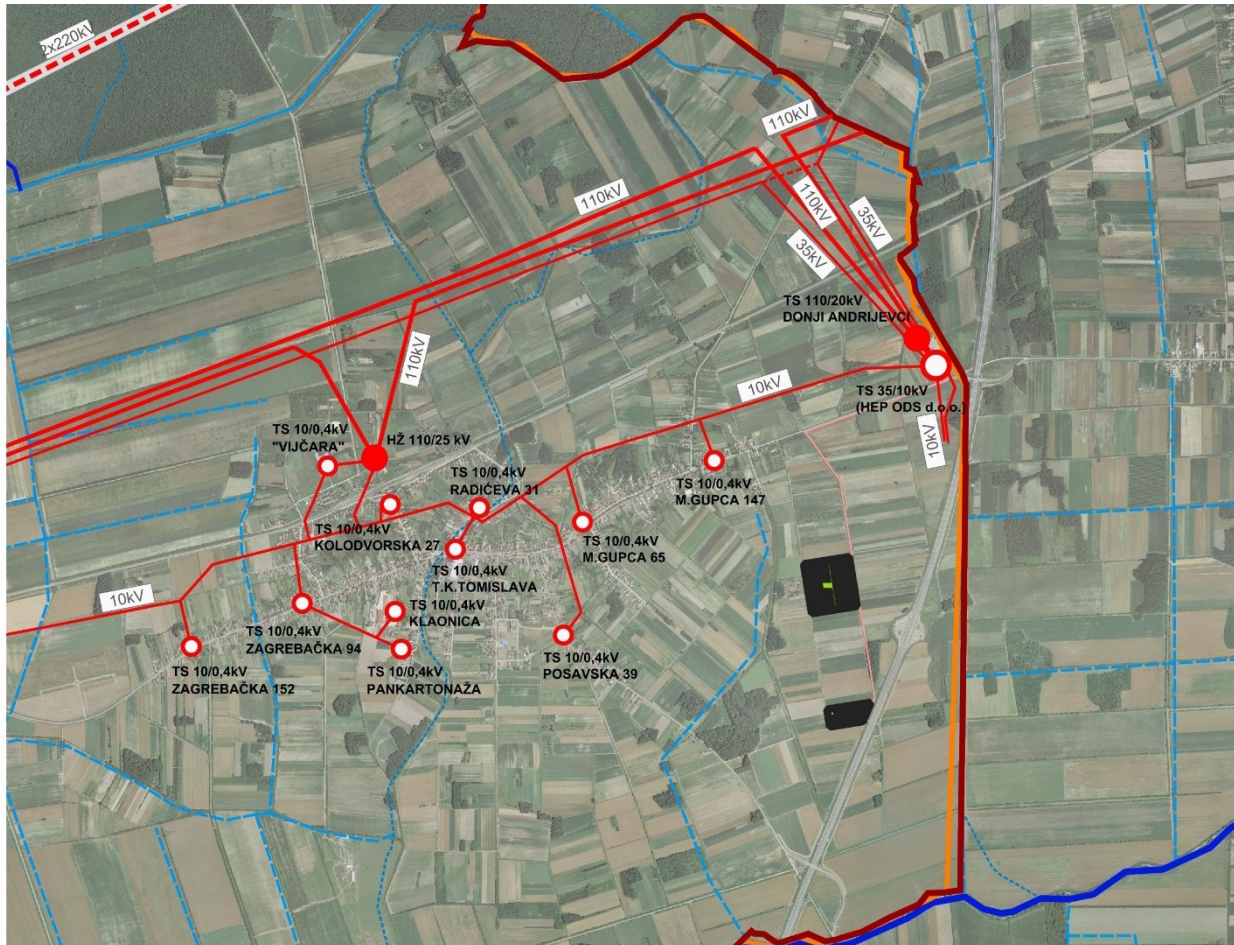 2x220kV
110kV
110kV
110kV
35kV
35kV
TS 110/20kV
DONJI ANDRIJEVCI
110kV
10kV
TS 35/10kV
(HEP ODS d.o.o.)
10kV
TS 10/0,4kV
"VIJČARA"
HŽ 110/25 kV
TS 10/0,4kV
RADIĆEVA 31
TS 10/0,4kV
M.GUPCA 147
TS 10/0,4kV
KOLODVORSKA 27
TS 10/0,4kV
M.GUPCA 65
TS 10/0,4kV
T.K.TOMISLAVA
10kV
TS 10/0,4kV
KLAONICA
TS 10/0,4kV
ZAGREBAČKA 94
TS 10/0,4kV
POSAVSKA 39
TS 10/0,4kV
ZAGREBAČKA 152
TS 10/0,4kV
PANKARTONAŽA